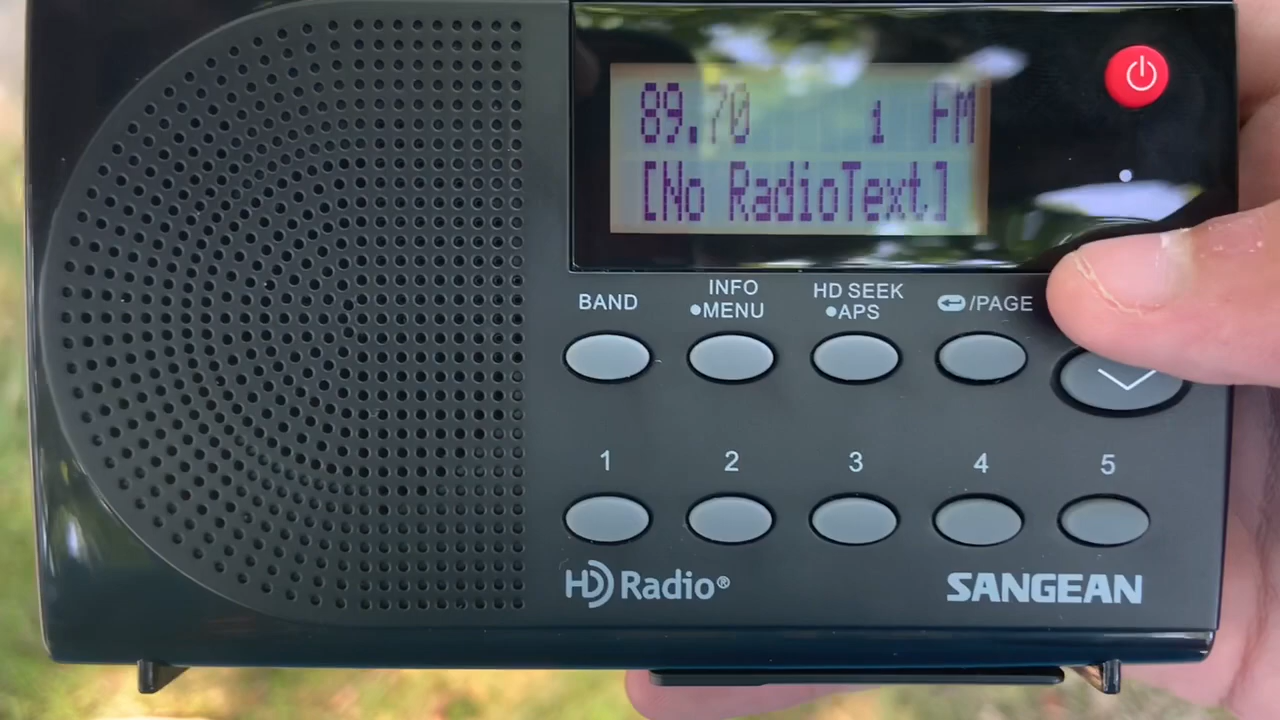 89.70 1 FM
[No RadioText]
BAND
INFO
•MENU
HD SEEK
•APS
/PAGE
1 2 3 4 5
HD Radio®
SANGEAN